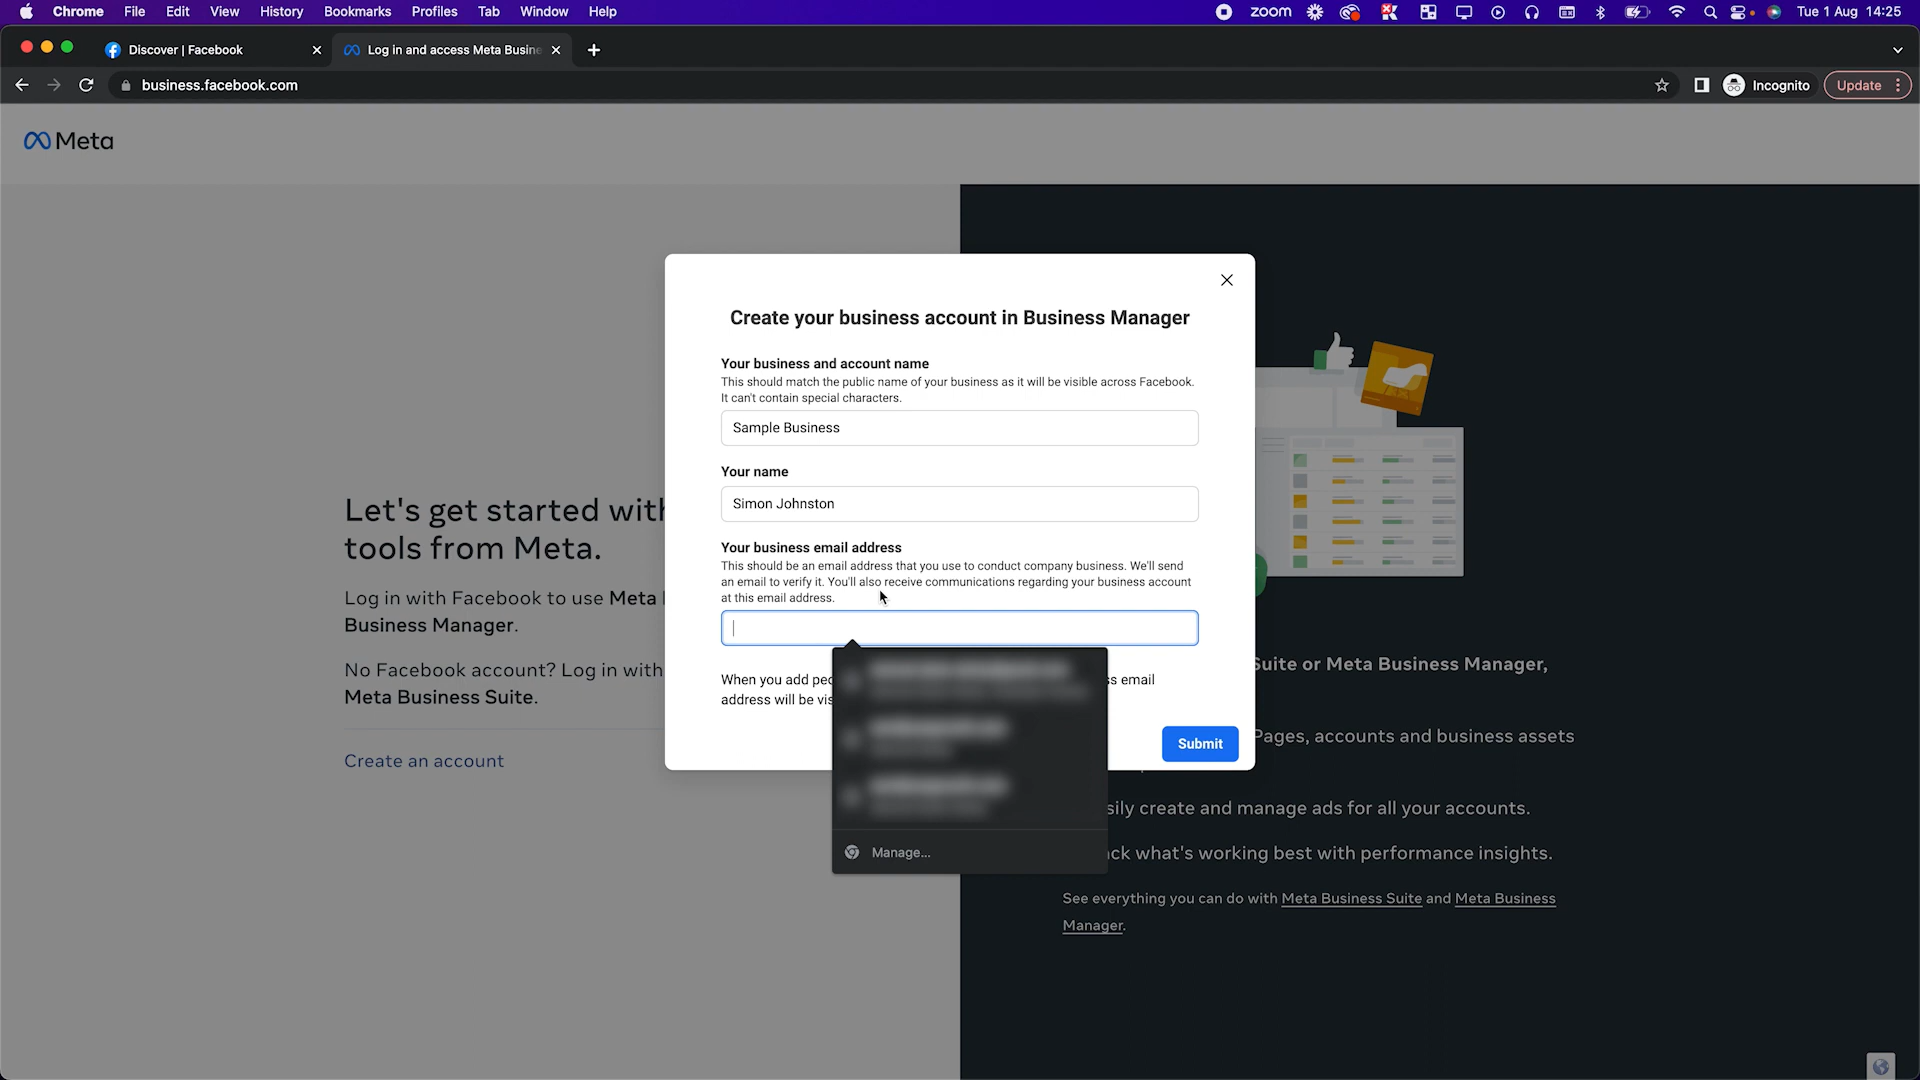 Chrome File Edit View History Bookmarks Profiles Tab Window Help zoom Tue 1 Aug 14:25
Discover | Facebook Log in and access Meta Busine
business.facebook.com Incognito Update
Meta
Create your business account in Business Manager
Your business and account name
This should match the public name of your business as it will be visible across Facebook.
It can't contain special characters.
Sample Business
Your name
Simon Johnston
Your business email address
This should be an email address that you use to conduct company business. We'll send
an email to verify it. You'll also receive communications regarding your business account
at this email address.
When you add peo s email
address will be vis
Submit
Manage...
Let's get started with
tools from Meta.
Log in with Facebook to use Meta
Business Manager.
No Facebook account? Log in with
Meta Business Suite.
Create an account
Suite or Meta Business Manager,
Pages, accounts and business assets
sily create and manage ads for all your accounts.
ck what's working best with performance insights.
See everything you can do with Meta Business Suite and Meta Business
Manager.